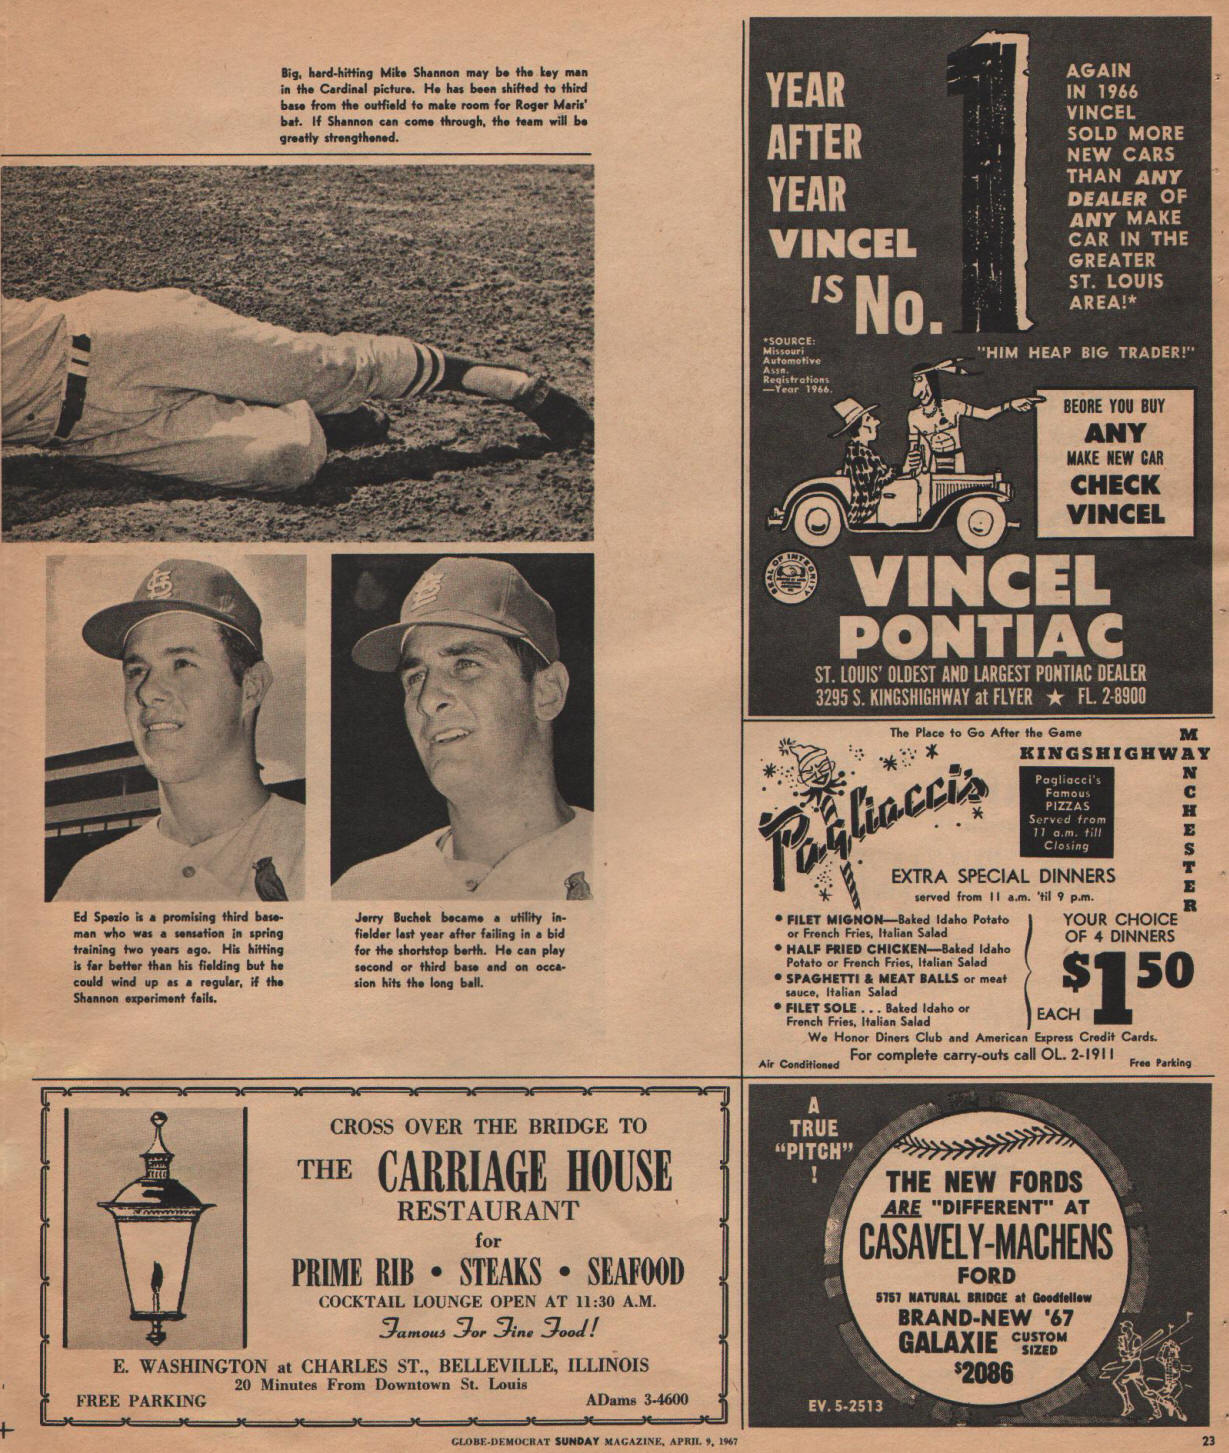 Big, hard-hitting Mike Shannon may be the key man
in the Cardinal picture. He has been shifted to third
base from the outfield to make room for Roger Maris'
bat. If Shannon can come through, the team will be
greatly strengthened.
Ed Spezio is a promising third base-
man who was a sensation in spring
training two years ago. His hitting
is far better than his fielding but he
could wind up as a regular, if the
Shannon experiment fails.
Jerry Buchek became a utility in-
fielder last year after failing in a bid
for the shortstop berth. He can play
second or third base and on occa-
sion hits the long ball.
YEAR
AFTER
YEAR
VINCEL
IS No. 1
AGAIN
IN 1966
VINCEL
SOLD MORE
NEW CARS
THAN ANY
DEALER OF
ANY MAKE
CAR IN THE
GREATER
ST. LOUIS
AREA!*
*SOURCE:
Missouri
Automotive
Assn.
Registrations
—Year 1966.
"HIM HEAP BIG TRADER!"
BEORE YOU BUY
ANY
MAKE NEW CAR
CHECK
VINCEL
SEAL OF INTEGRITY
VINCEL
PONTIAC
ST. LOUIS' OLDEST AND LARGEST PONTIAC DEALER
3295 S. KINGSHIGHWAY at FLYER ★ FL. 2-8900
The Place to Go After the Game
KINGSHIGHWAY
MANCHESTER
Pagliacci's
Pagliacci's
Famous
PIZZAS
Served from
11 a.m. till
Closing
EXTRA SPECIAL DINNERS
served from 11 a.m. 'til 9 p.m.
• FILET MIGNON—Baked Idaho Potato
or French Fries, Italian Salad
• HALF FRIED CHICKEN—Baked Idaho
Potato or French Fries, Italian Salad
• SPAGHETTI & MEAT BALLS or meat
sauce, Italian Salad
• FILET SOLE . . . Baked Idaho or
French Fries, Italian Salad
YOUR CHOICE
OF 4 DINNERS
$1 50
EACH
We Honor Diners Club and American Express Credit Cards.
For complete carry-outs call OL. 2-1911
Air Conditioned
Free Parking
CROSS OVER THE BRIDGE TO
THE CARRIAGE HOUSE
RESTAURANT
for
PRIME RIB • STEAKS • SEAFOOD
COCKTAIL LOUNGE OPEN AT 11:30 A.M.
Famous For Fine Food!
E. WASHINGTON at CHARLES ST., BELLEVILLE, ILLINOIS
20 Minutes From Downtown St. Louis
FREE PARKING
ADams 3-4600
A
TRUE
"PITCH"
!
THE NEW FORDS
ARE "DIFFERENT" AT
CASAVELY-MACHENS
FORD
5757 NATURAL BRIDGE at Goodfellow
BRAND-NEW '67
GALAXIE CUSTOM
SIZED
$2086
EV. 5-2513
GLOBE-DEMOCRAT SUNDAY MAGAZINE, APRIL 9, 1967
23